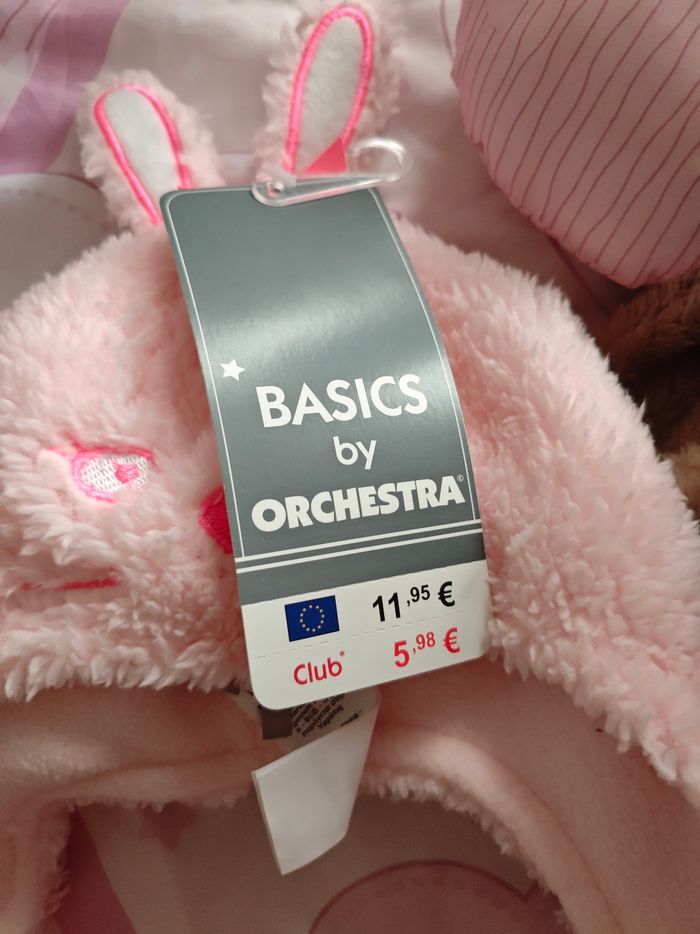 BASICS
by
ORCHESTRA©
11,95 €
Club* 5,98 €